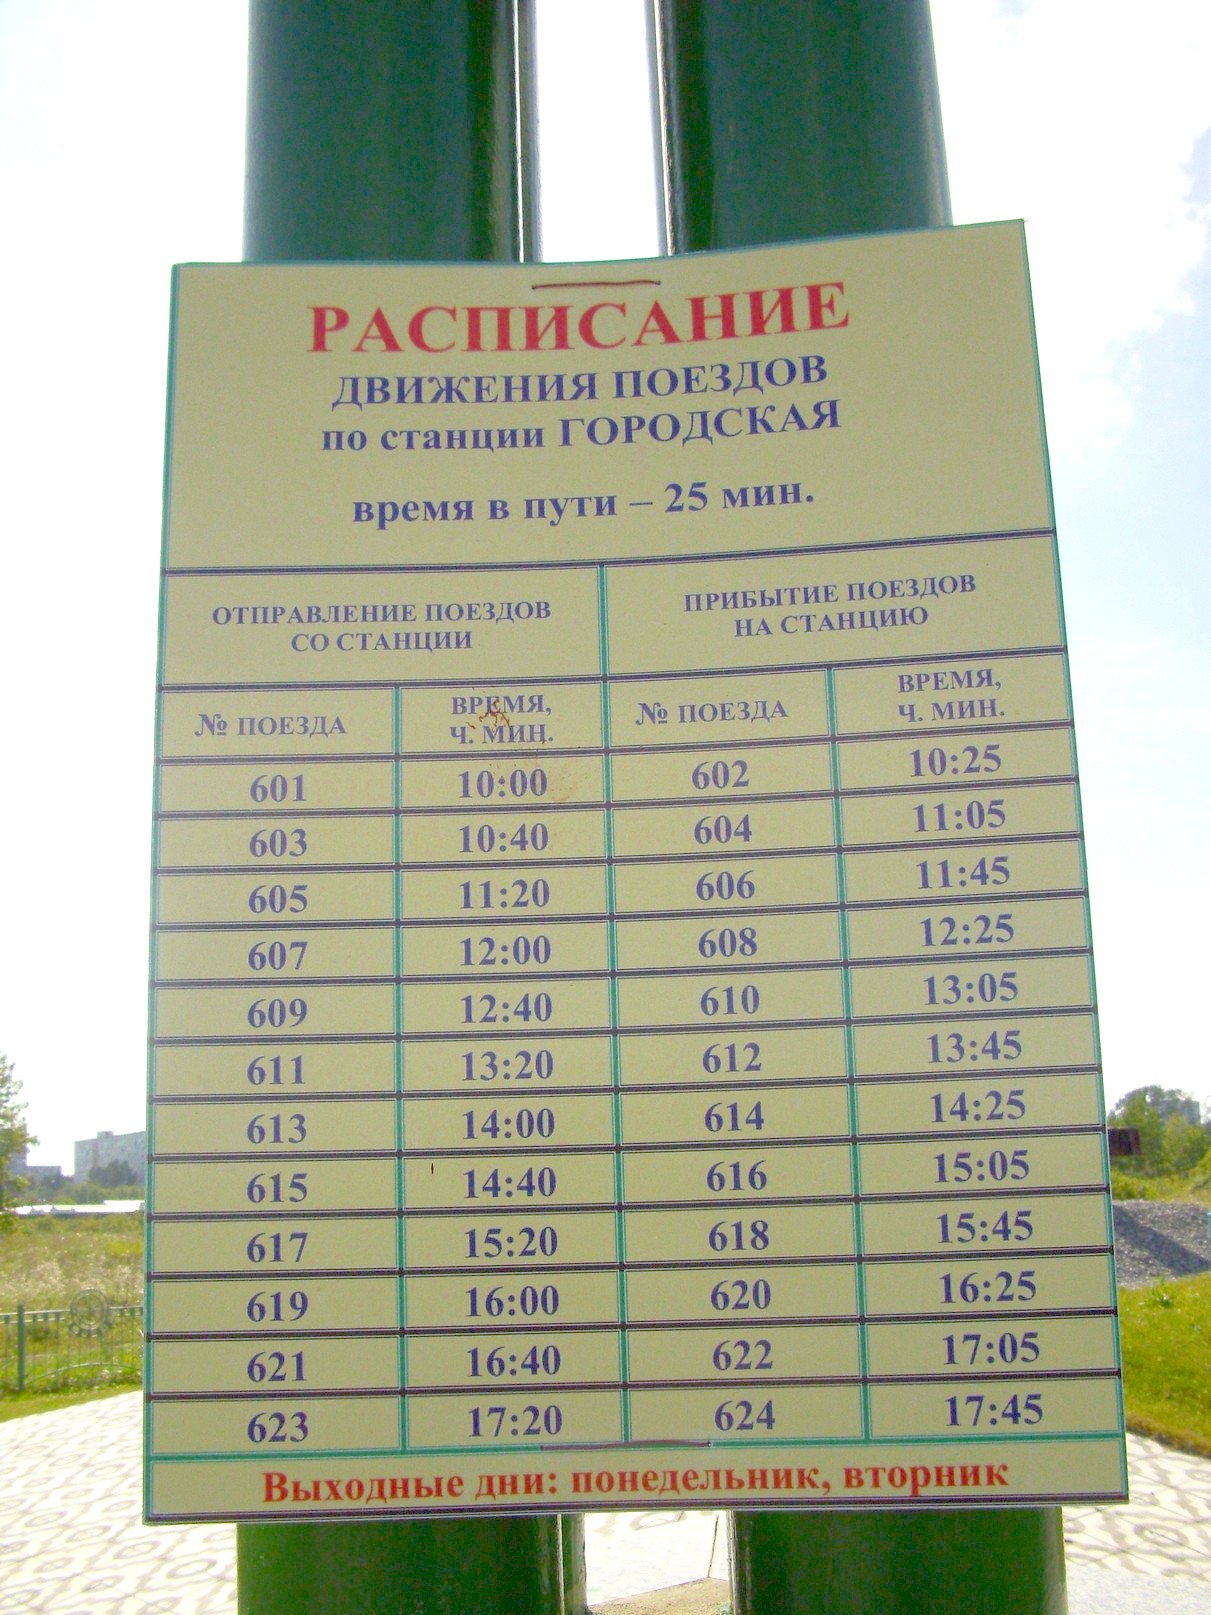 РАСПИСАНИЕ
ДВИЖЕНИЯ ПОЕЗДОВ
по станции ГОРОДСКАЯ
время в пути – 25 мин.
ОТПРАВЛЕНИЕ ПОЕЗДОВ
СО СТАНЦИИ
ПРИБЫТИЕ ПОЕЗДОВ
НА СТАНЦИЮ
№ ПОЕЗДА
ВРЕМЯ,
Ч. МИН.
№ ПОЕЗДА
ВРЕМЯ,
Ч. МИН.
601 10:00 602 10:25
603 10:40 604 11:05
605 11:20 606 11:45
607 12:00 608 12:25
609 12:40 610 13:05
611 13:20 612 13:45
613 14:00 614 14:25
615 14:40 616 15:05
617 15:20 618 15:45
619 16:00 620 16:25
621 16:40 622 17:05
623 17:20 624 17:45
Выходные дни: понедельник, вторник